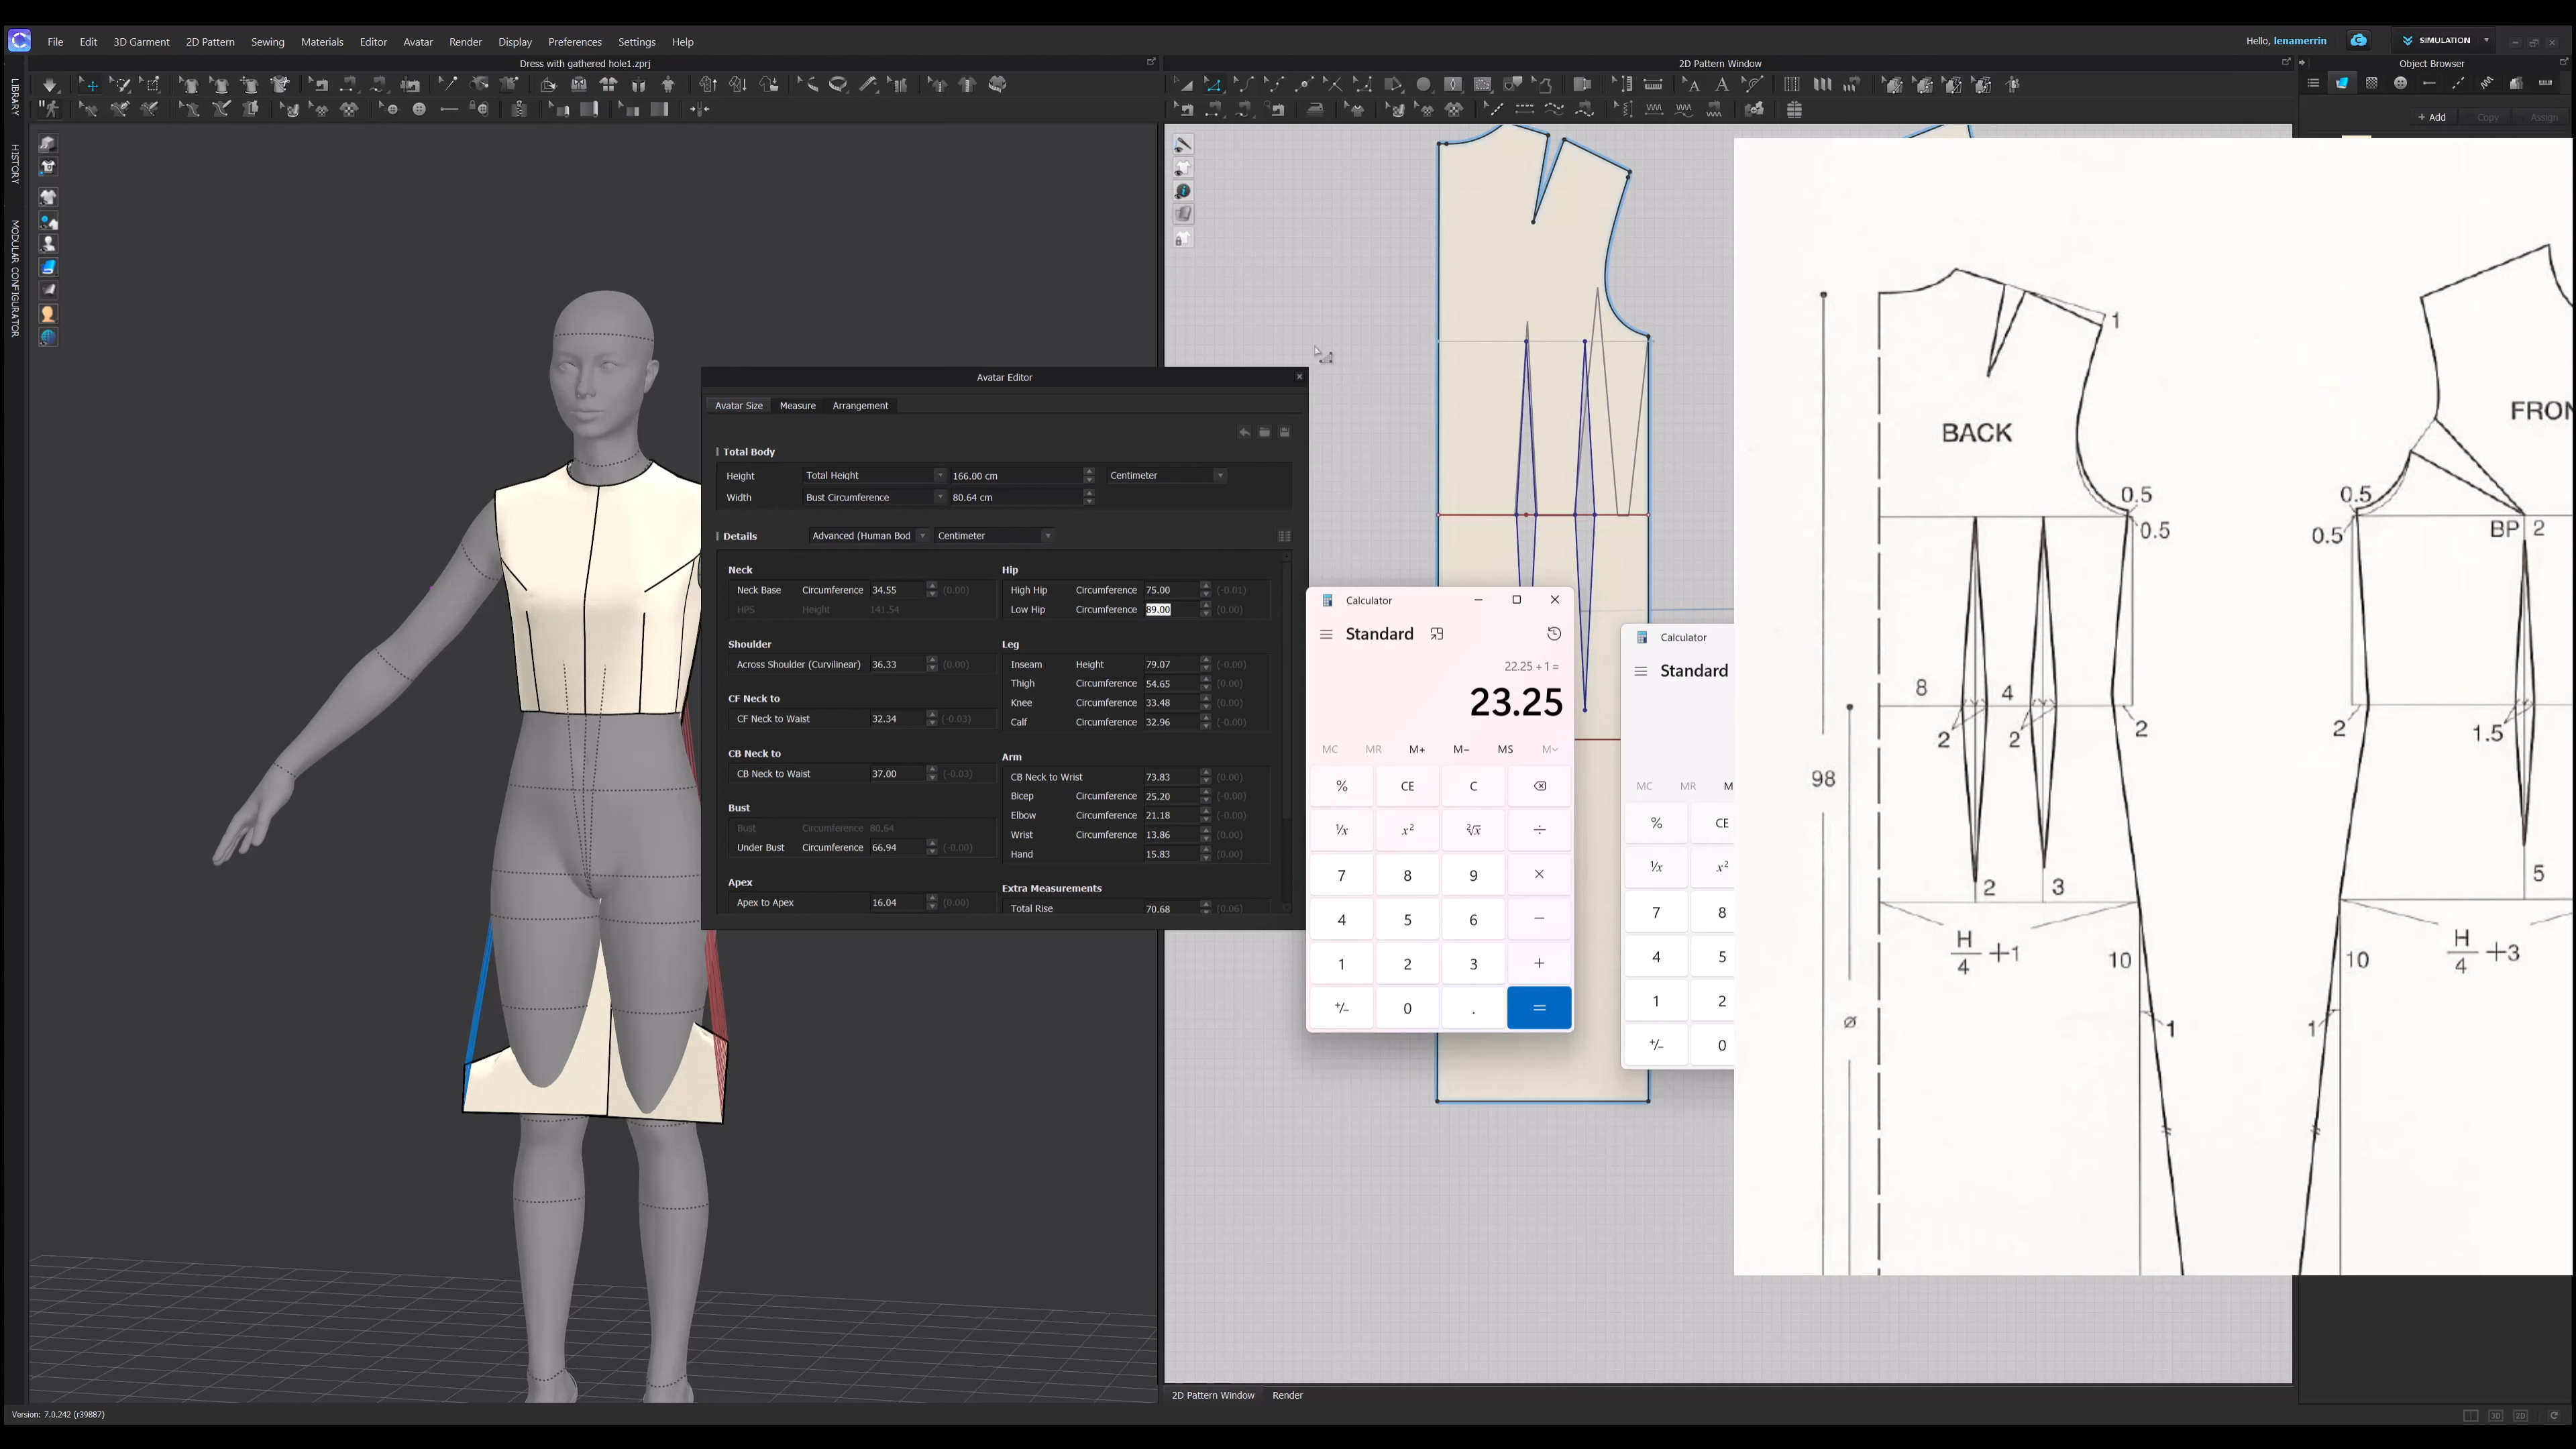 File Edit 3D Garment 2D Pattern Sewing Materials Editor Avatar Render Display Preferences Settings Help
Hello, lenamerrin
SIMULATION
Dress with gathered hole1.zprj
2D Pattern Window
Object Browser
+ Add Copy Assign
LIBRARY
HISTORY
MODULAR CONFIGURATOR
Avatar Editor
Avatar Size Measure Arrangement
Total Body
Height Total Height 166.00 cm Centimeter
Width Bust Circumference 80.64 cm
Details Advanced (Human Bod Centimeter
Neck
Neck Base Circumference 34.55 (0.00)
HPS Height 141.54
Shoulder
Across Shoulder (Curvilinear) 36.33 (0.00)
CF Neck to
CF Neck to Waist 32.34 (-0.03)
CB Neck to
CB Neck to Waist 37.00 (-0.03)
Bust
Bust Circumference 80.64
Under Bust Circumference 66.94 (-0.00)
Apex
Apex to Apex 16.04 (0.00)
Hip
High Hip Circumference 75.00 (-0.01)
Low Hip Circumference 89.00 (0.00)
Leg
Inseam Height 79.07 (-0.00)
Thigh Circumference 54.65 (0.00)
Knee Circumference 33.48 (0.00)
Calf Circumference 32.96 (-0.00)
Arm
CB Neck to Wrist 73.83 (0.00)
Bicep Circumference 25.20 (-0.00)
Elbow Circumference 21.18 (-0.00)
Wrist Circumference 13.86 (0.00)
Hand 15.83 (0.00)
Extra Measurements
Total Rise 70.68 (0.06)
Calculator
Standard
22.25 + 1 =
23.25
MC MR M+ M− MS M
% CE C
1/x x² ²√x ÷
7 8 9 ×
4 5 6 −
1 2 3 +
+/− 0 . =
Calculator
Standard
MC MR M
% CE
1/x x²
7 8
4 5
1 2
+/− 0
1
BACK
FRON
0.5
0.5
0.5
0.5
BP 2
8 4
2 2 2
2 1.5
98
2 3
5
H/4 +1
10
10
H/4 +3
ø
1
1
2D Pattern Window Render
Version: 7.0.242 (r39887)
3D 2D